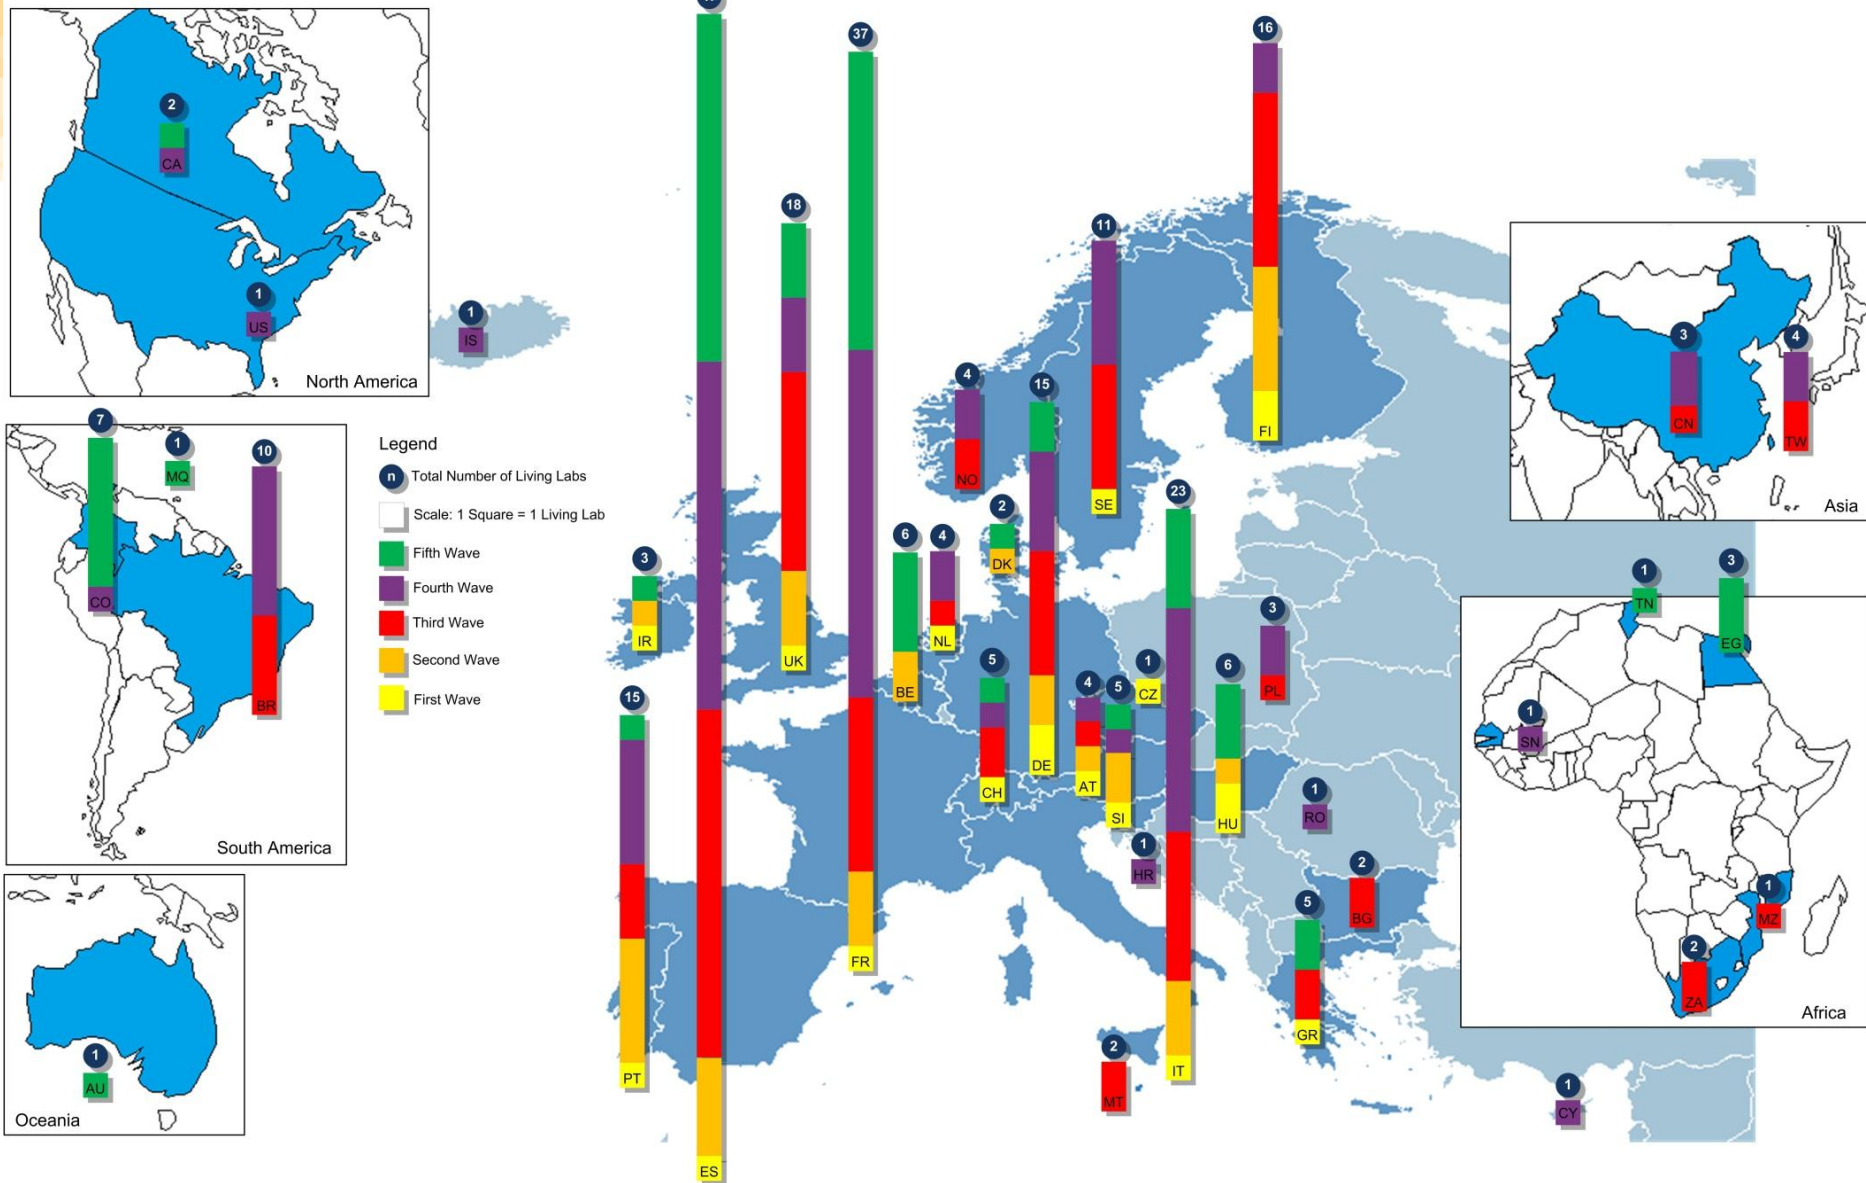 2
CA
1
US
North America
7
CO
1
MQ
10
BR
South America
1
AU
Oceania
Legend
n Total Number of Living Labs
Scale: 1 Square = 1 Living Lab
Fifth Wave
Fourth Wave
Third Wave
Second Wave
First Wave
1
IS
3
IR
15
PT
ES
18
UK
37
FR
6
BE
4
NL
4
NO
2
DK
5
CH
15
DE
11
SE
16
FI
4
AT
5
SI
1
CZ
23
IT
6
HU
3
PL
1
RO
1
HR
2
BG
5
GR
2
MT
1
CY
3
CN
4
TW
Asia
1
TN
3
EG
1
SN
1
MZ
2
ZA
Africa